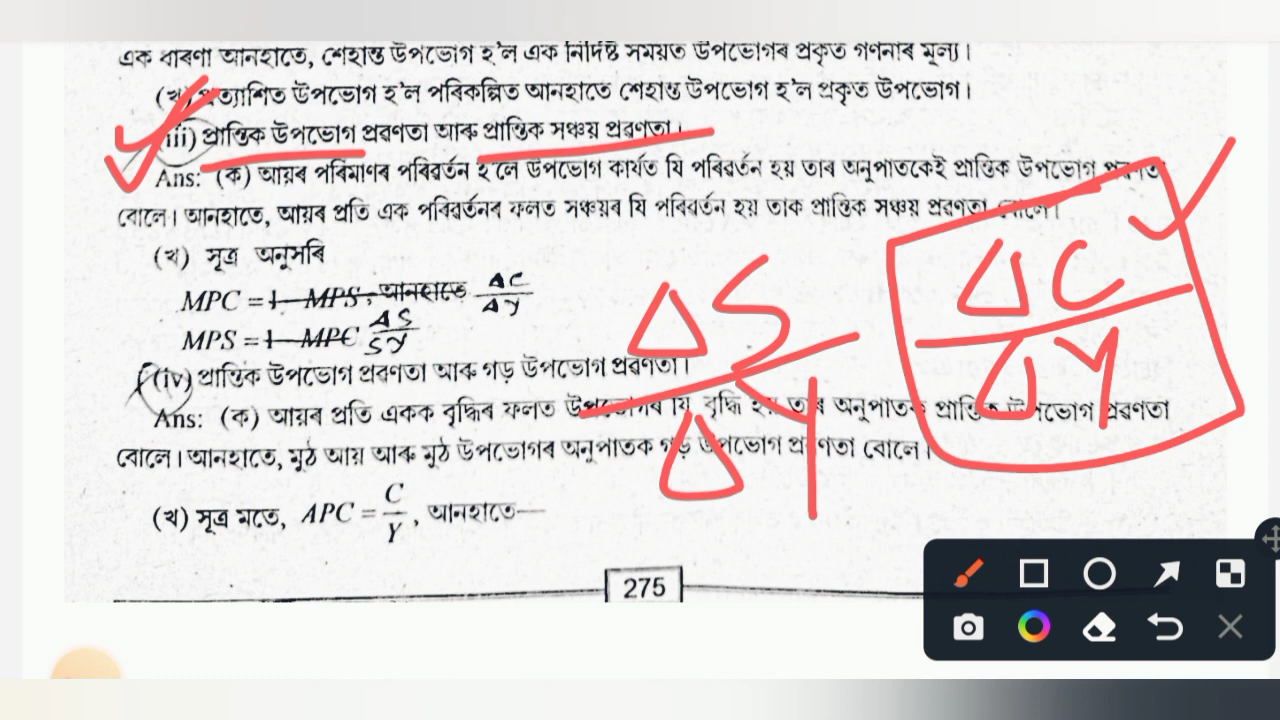 এক ধাৰণা আনহাতে, শেহান্ত উপভোগ হ'ল এক নিৰ্দিষ্ট সময়ত উপভোগৰ প্ৰকৃত গণনাৰ মূল্য।
(খ) প্ৰত্যাশিত উপভোগ হ'ল পৰিকল্পিত আনহাতে শেহান্ত উপভোগ হ'ল প্ৰকৃত উপভোগ।
(iii) প্ৰান্তিক উপভোগ প্ৰৱণতা আৰু প্ৰান্তিক সঞ্চয় প্ৰৱণতা।
Ans: (ক) আয়ৰ পৰিমাণৰ পৰিৱৰ্তন হ'লে উপভোগ কাৰ্যত যি পৰিৱৰ্তন হয় তাৰ অনুপাতকেই প্ৰান্তিক উপভোগ প্ৰৱণতা
বোলে। আনহাতে, আয়ৰ প্ৰতি এক পৰিৱৰ্তনৰ ফলত সঞ্চয়ৰ যি পৰিৱৰ্তন হয় তাক প্ৰান্তিক সঞ্চয় প্ৰৱণতা বোলে।
(খ) সূত্ৰ অনুসৰি
MPC = 1 - MPS, আনহাতে ΔC/ΔY
MPS = 1 - MPC ΔS/SY
ΔS/ΔY
ΔC/ΔY
(iv) প্ৰান্তিক উপভোগ প্ৰৱণতা আৰু গড় উপভোগ প্ৰৱণতা।
Ans: (ক) আয়ৰ প্ৰতি একক বৃদ্ধিৰ ফলত উপভোগৰ যি বৃদ্ধি হয় তাৰ অনুপাতক প্ৰান্তিক উপভোগ প্ৰৱণতা
বোলে। আনহাতে, মুঠ আয় আৰু মুঠ উপভোগৰ অনুপাতক গড় উপভোগ প্ৰৱণতা বোলে।
(খ) সূত্ৰ মতে, APC = C/Y, আনহাতে—
275